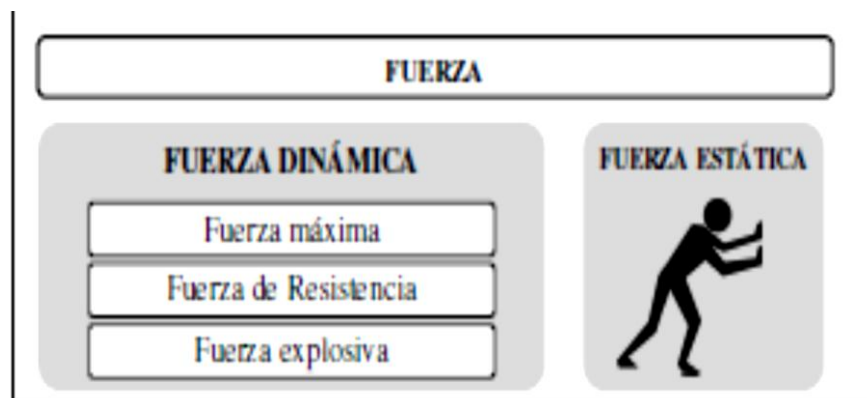 FUERZA
FUERZA DINÁMICA
Fuerza máxima
Fuerza de Resistencia
Fuerza explosiva
FUERZA ESTÁTICA